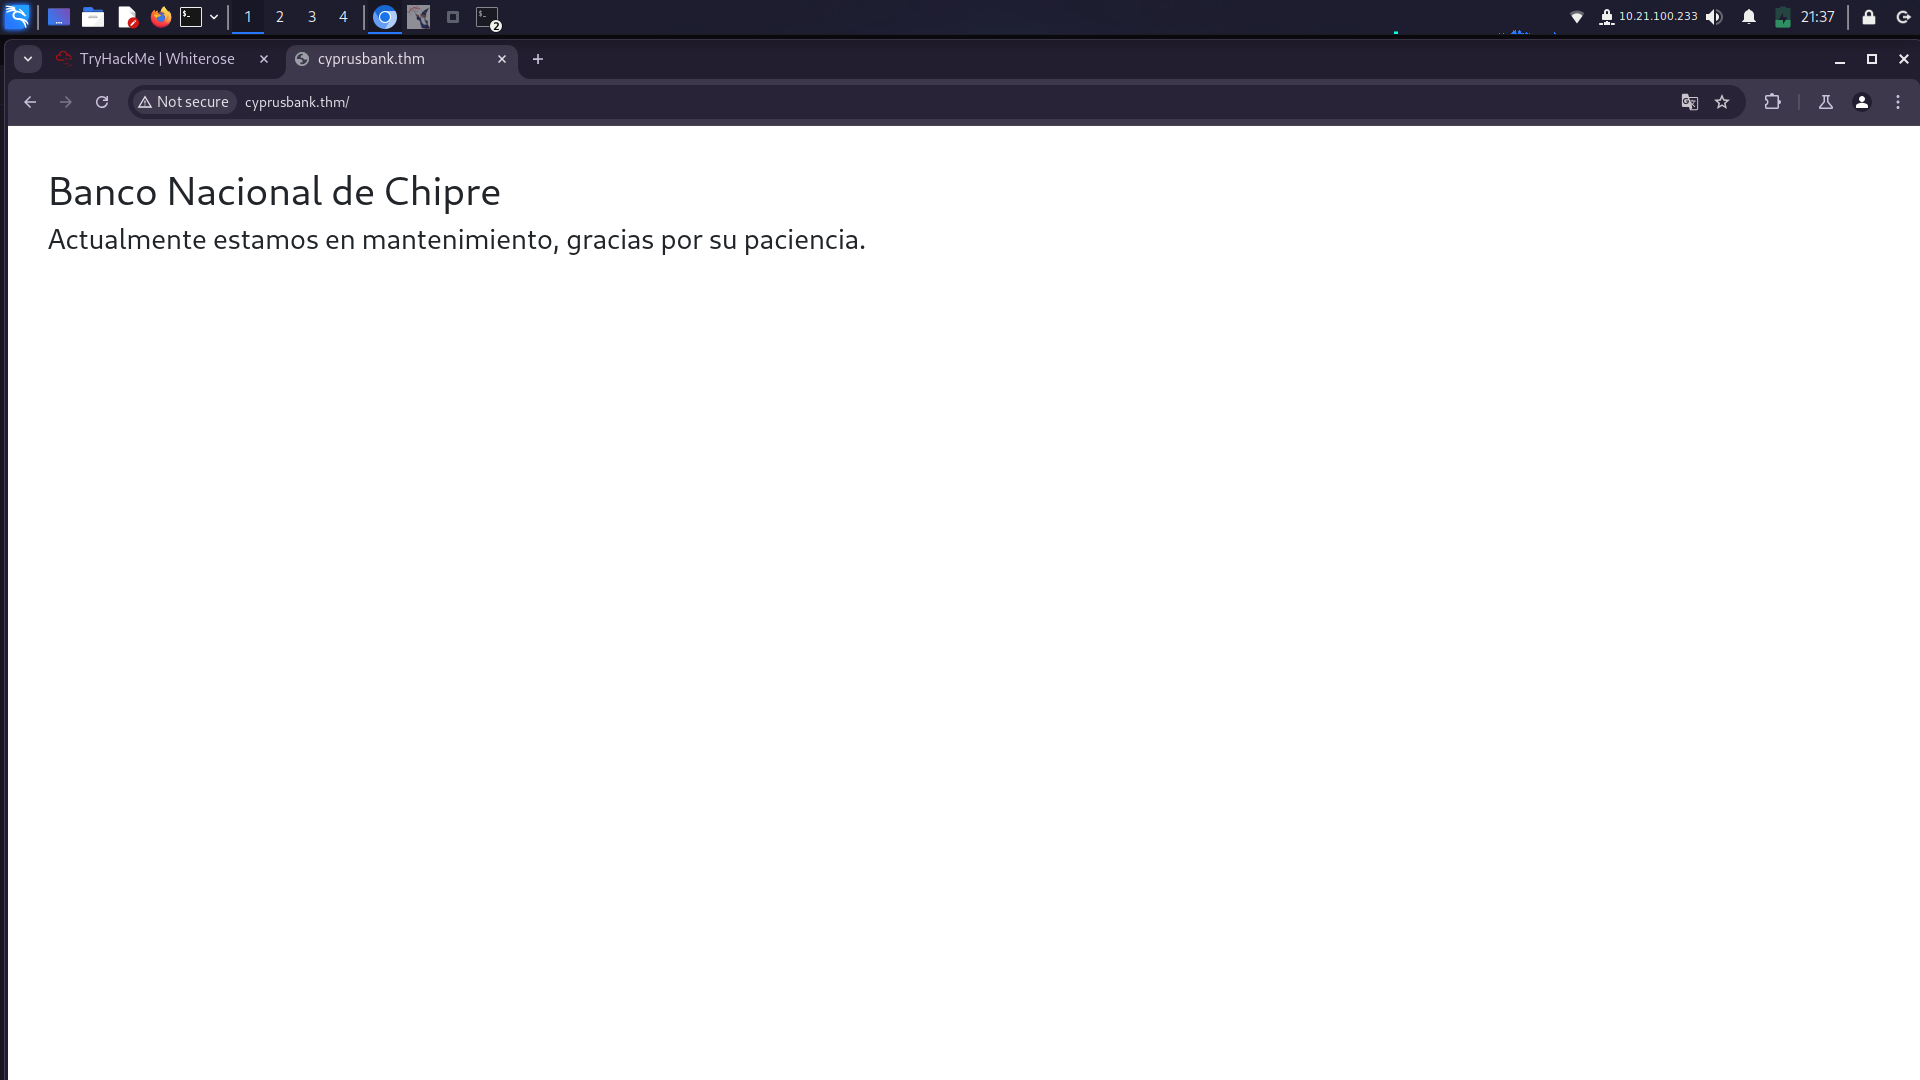 1 2 3 4 2 10.21.100.233 21:37
TryHackMe | Whiterose cyprusbank.thm
Not secure cyprusbank.thm/
Banco Nacional de Chipre
Actualmente estamos en mantenimiento, gracias por su paciencia.